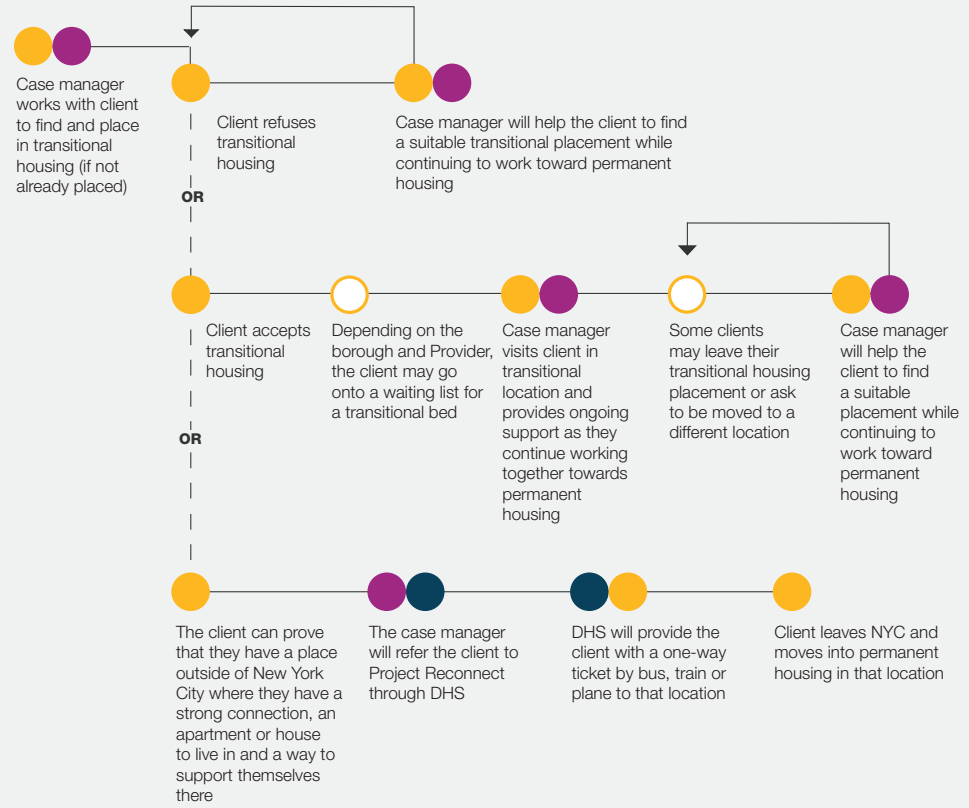 Case manager
works with client
to find and place
in transitional
housing (if not
already placed)
Client refuses
transitional
housing
Case manager will help the client to find
a suitable transitional placement while
continuing to work toward permanent
housing
OR
Client accepts
transitional
housing
Depending on the
borough and Provider,
the client may go
onto a waiting list for
a transitional bed
Case manager
visits client in
transitional
location and
provides ongoing
support as they
continue working
together towards
permanent
housing
Some clients
may leave their
transitional housing
placement or ask
to be moved to a
different location
Case manager
will help the
client to find
a suitable
placement while
continuing to
work toward
permanent
housing
OR
The client can prove
that they have a place
outside of New York
City where they have a
strong connection, an
apartment or house
to live in and a way to
support themselves
there
The case manager
will refer the client to
Project Reconnect
through DHS
DHS will provide the
client with a one-way
ticket by bus, train or
plane to that location
Client leaves NYC and
moves into permanent
housing in that location